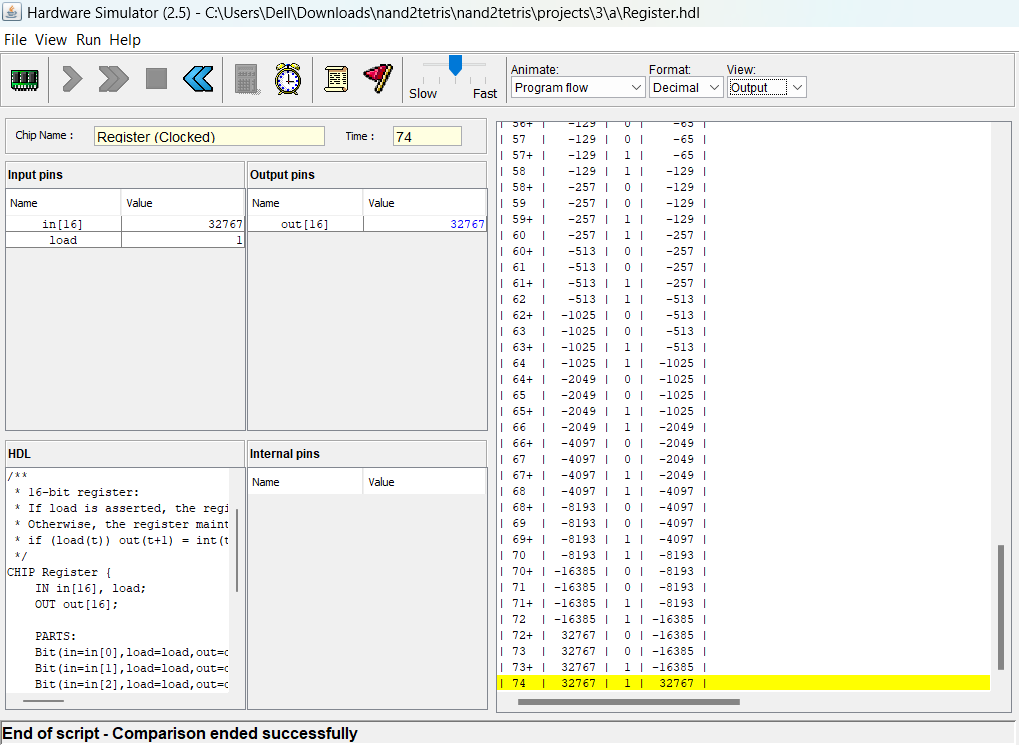 Hardware Simulator (2.5) - C:\Users\Dell\Downloads\nand2tetris\nand2tetris\projects\3\a\Register.hdl
File View Run Help
Slow Fast
Animate: Format: View:
Program flow Decimal Output
Chip Name : Register (Clocked) Time : 74
Input pins
Name Value
in[16] 32767
load 1
Output pins
Name Value
out[16] 32767
HDL
/**
* 16-bit register:
* If load is asserted, the regi
* Otherwise, the register maint
* if (load(t)) out(t+1) = int(t
*/
CHIP Register {
IN in[16], load;
OUT out[16];
PARTS:
Bit(in=in[0],load=load,out=o
Bit(in=in[1],load=load,out=o
Bit(in=in[2],load=load,out=o
Internal pins
Name Value
| 56+ | -129 | 0 | -65 |
| 57 | -129 | 0 | -65 |
| 57+ | -129 | 1 | -65 |
| 58 | -129 | 1 | -129 |
| 58+ | -257 | 0 | -129 |
| 59 | -257 | 0 | -129 |
| 59+ | -257 | 1 | -129 |
| 60 | -257 | 1 | -257 |
| 60+ | -513 | 0 | -257 |
| 61 | -513 | 0 | -257 |
| 61+ | -513 | 1 | -257 |
| 62 | -513 | 1 | -513 |
| 62+ | -1025 | 0 | -513 |
| 63 | -1025 | 0 | -513 |
| 63+ | -1025 | 1 | -513 |
| 64 | -1025 | 1 | -1025 |
| 64+ | -2049 | 0 | -1025 |
| 65 | -2049 | 0 | -1025 |
| 65+ | -2049 | 1 | -1025 |
| 66 | -2049 | 1 | -2049 |
| 66+ | -4097 | 0 | -2049 |
| 67 | -4097 | 0 | -2049 |
| 67+ | -4097 | 1 | -2049 |
| 68 | -4097 | 1 | -4097 |
| 68+ | -8193 | 0 | -4097 |
| 69 | -8193 | 0 | -4097 |
| 69+ | -8193 | 1 | -4097 |
| 70 | -8193 | 1 | -8193 |
| 70+ | -16385 | 0 | -8193 |
| 71 | -16385 | 0 | -8193 |
| 71+ | -16385 | 1 | -8193 |
| 72 | -16385 | 1 | -16385 |
| 72+ | 32767 | 0 | -16385 |
| 73 | 32767 | 0 | -16385 |
| 73+ | 32767 | 1 | -16385 |
| 74 | 32767 | 1 | 32767 |
End of script - Comparison ended successfully